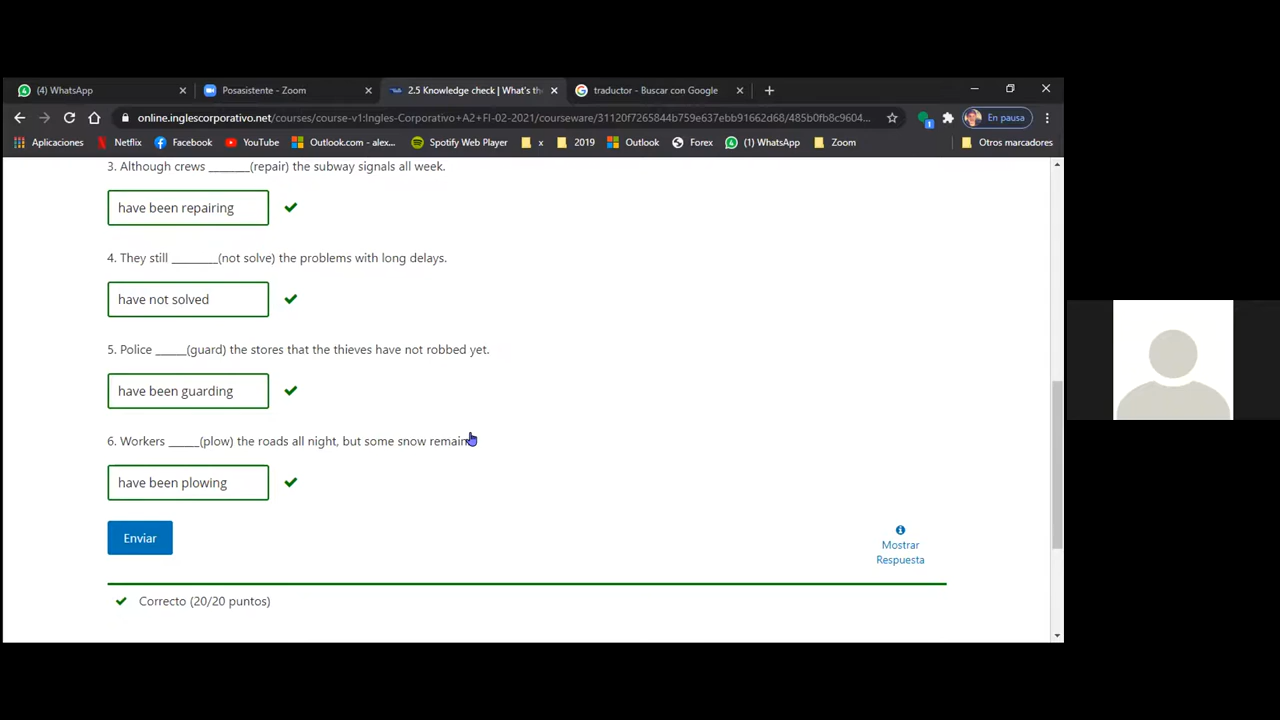 (4) WhatsApp
Posasistente - Zoom
2.5 Knowledge check | What's th
traductor - Buscar con Google
online.inglescorporativo.net/courses/course-v1:Ingles-Corporativo+A2+FI-02-2021/courseware/31120f7265844b759e637ebb91662d68/485b0fb8c9604...
1
En pausa
Aplicaciones
Netflix
Facebook
YouTube
Outlook.com - alex...
Spotify Web Player
x
2019
Outlook
Forex
(1) WhatsApp
Zoom
Otros marcadores
3. Although crews ________(repair) the subway signals all week.
have been repairing
4. They still _________(not solve) the problems with long delays.
have not solved
5. Police ______(guard) the stores that the thieves have not robbed yet.
have been guarding
6. Workers ______(plow) the roads all night, but some snow remain
have been plowing
Enviar
Mostrar
Respuesta
Correcto (20/20 puntos)